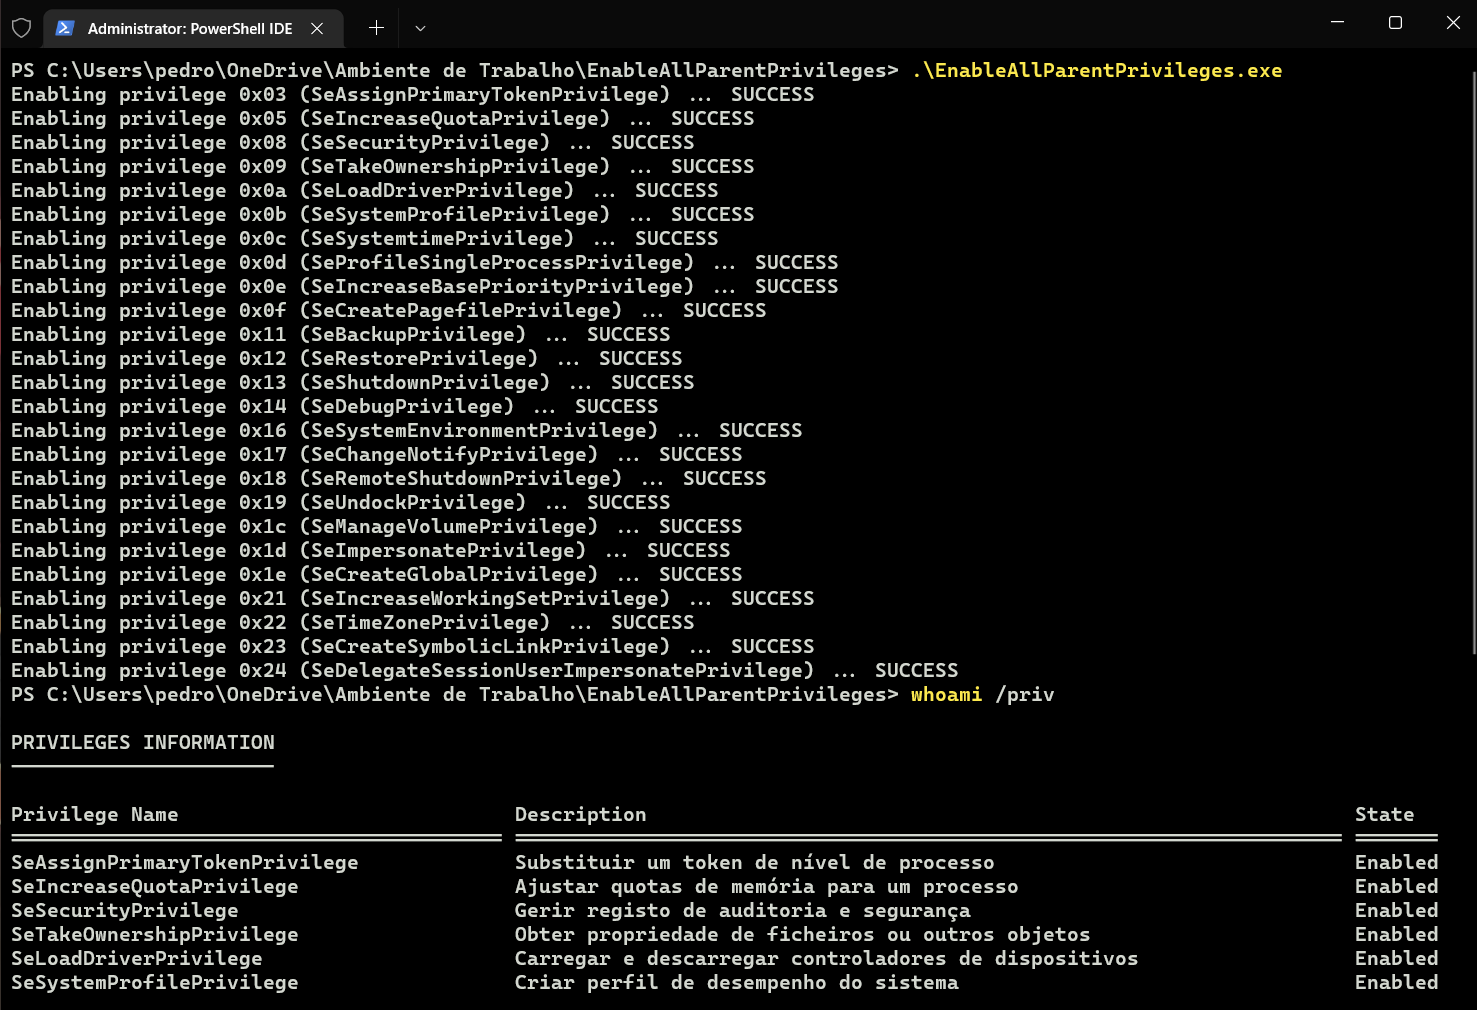 Administrator: PowerShell IDE
PS C:\Users\pedro\OneDrive\Ambiente de Trabalho\EnableAllParentPrivileges> .\EnableAllParentPrivileges.exe
Enabling privilege 0x03 (SeAssignPrimaryTokenPrivilege) ... SUCCESS
Enabling privilege 0x05 (SeIncreaseQuotaPrivilege) ... SUCCESS
Enabling privilege 0x08 (SeSecurityPrivilege) ... SUCCESS
Enabling privilege 0x09 (SeTakeOwnershipPrivilege) ... SUCCESS
Enabling privilege 0x0a (SeLoadDriverPrivilege) ... SUCCESS
Enabling privilege 0x0b (SeSystemProfilePrivilege) ... SUCCESS
Enabling privilege 0x0c (SeSystemtimePrivilege) ... SUCCESS
Enabling privilege 0x0d (SeProfileSingleProcessPrivilege) ... SUCCESS
Enabling privilege 0x0e (SeIncreaseBasePriorityPrivilege) ... SUCCESS
Enabling privilege 0x0f (SeCreatePagefilePrivilege) ... SUCCESS
Enabling privilege 0x11 (SeBackupPrivilege) ... SUCCESS
Enabling privilege 0x12 (SeRestorePrivilege) ... SUCCESS
Enabling privilege 0x13 (SeShutdownPrivilege) ... SUCCESS
Enabling privilege 0x14 (SeDebugPrivilege) ... SUCCESS
Enabling privilege 0x16 (SeSystemEnvironmentPrivilege) ... SUCCESS
Enabling privilege 0x17 (SeChangeNotifyPrivilege) ... SUCCESS
Enabling privilege 0x18 (SeRemoteShutdownPrivilege) ... SUCCESS
Enabling privilege 0x19 (SeUndockPrivilege) ... SUCCESS
Enabling privilege 0x1c (SeManageVolumePrivilege) ... SUCCESS
Enabling privilege 0x1d (SeImpersonatePrivilege) ... SUCCESS
Enabling privilege 0x1e (SeCreateGlobalPrivilege) ... SUCCESS
Enabling privilege 0x21 (SeIncreaseWorkingSetPrivilege) ... SUCCESS
Enabling privilege 0x22 (SeTimeZonePrivilege) ... SUCCESS
Enabling privilege 0x23 (SeCreateSymbolicLinkPrivilege) ... SUCCESS
Enabling privilege 0x24 (SeDelegateSessionUserImpersonatePrivilege) ... SUCCESS
PS C:\Users\pedro\OneDrive\Ambiente de Trabalho\EnableAllParentPrivileges> whoami /priv
PRIVILEGES INFORMATION
Privilege Name Description State
SeAssignPrimaryTokenPrivilege Substituir um token de nível de processo Enabled
SeIncreaseQuotaPrivilege Ajustar quotas de memória para um processo Enabled
SeSecurityPrivilege Gerir registo de auditoria e segurança Enabled
SeTakeOwnershipPrivilege Obter propriedade de ficheiros ou outros objetos Enabled
SeLoadDriverPrivilege Carregar e descarregar controladores de dispositivos Enabled
SeSystemProfilePrivilege Criar perfil de desempenho do sistema Enabled